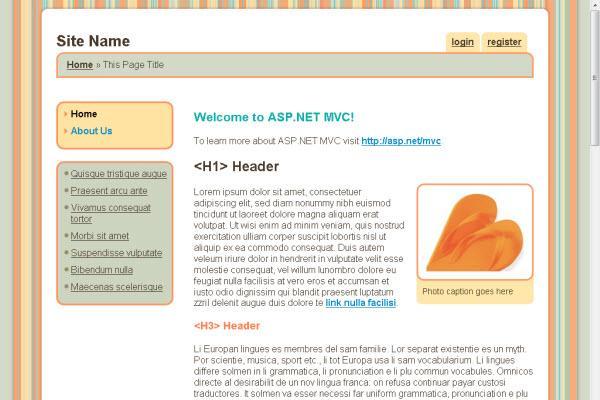 Site Name
login register
Home » This Page Title
Home
About Us
Quisque tristique augue
Praesent arcu ante
Vivamus consequat
tortor
Morbi sit amet
Suspendisse vulputate
Bibendum nulla
Maecenas scelerisque
Welcome to ASP.NET MVC!
To learn more about ASP.NET MVC visit http://asp.net/mvc
<H1> Header
Lorem ipsum dolor sit amet, consectetuer
adipiscing elit, sed diam nonummy nibh euismod
tincidunt ut laoreet dolore magna aliquam erat
volutpat. Ut wisi enim ad minim veniam, quis nostrud
exercitation ulliam corper suscipit lobortis nisl ut
aliquip ex ea commodo consequat. Duis autem
veleum iriure dolor in hendrerit in vulputate velit esse
molestie consequat, vel willum lunombro dolore eu
feugiat nulla facilisis at vero eros et accumsan et
iusto odio dignissim qui blandit praesent luptatum
zzril delenit augue duis dolore te link nulla facilisi.
Photo caption goes here
<H3> Header
Li Europan lingues es membres del sam familie. Lor separat existentie es un myth.
Por scientie, musica, sport etc., li tot Europa usa li sam vocabularium. Li lingues
differe solmen in li grammatica, li pronunciation e li plu commun vocabules. Omnicos
directe al desirabilit de un nov lingua franca: on refusa continuar payar custosi
traductores. It solmen va esser necessi far uniform grammatica, pronunciation e plu